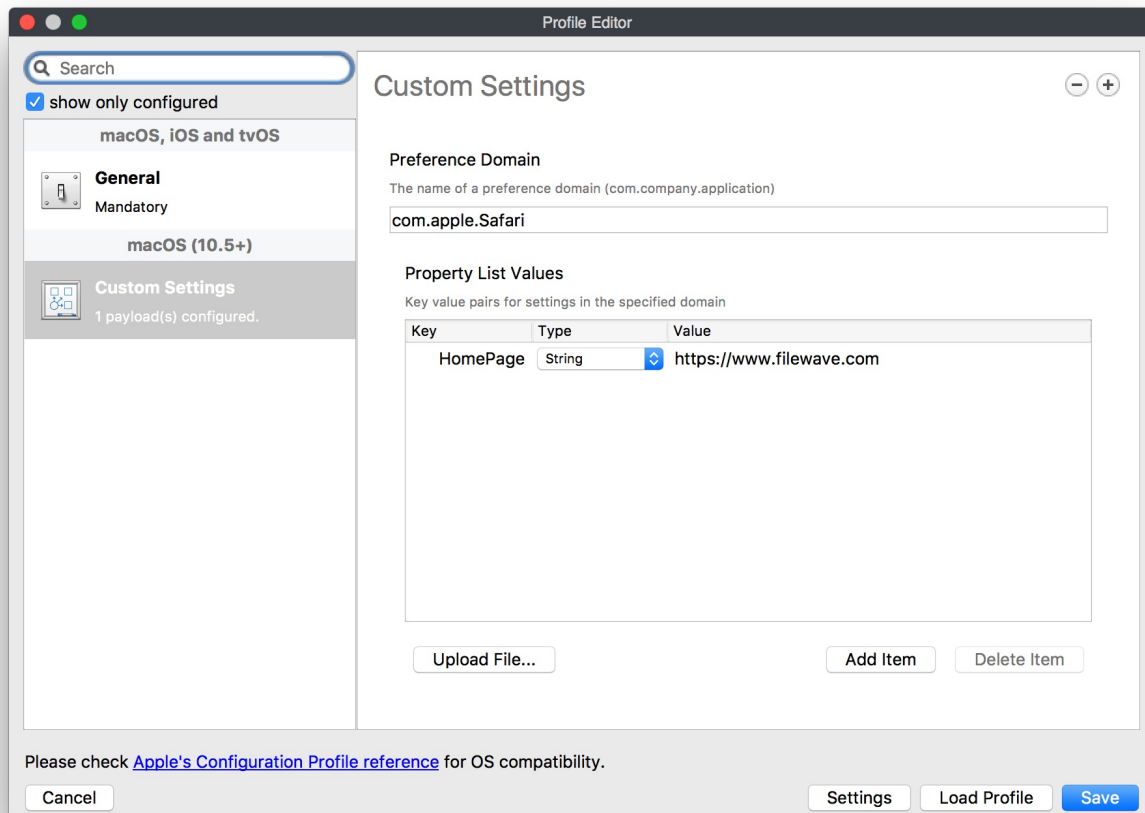 Profile Editor
Search
show only configured
macOS, iOS and tvOS
General
Mandatory
macOS (10.5+)
Custom Settings
1 payload(s) configured.
Custom Settings
Preference Domain
The name of a preference domain (com.company.application)
com.apple.Safari
Property List Values
Key value pairs for settings in the specified domain
Key Type Value
HomePage String https://www.filewave.com
Upload File... Add Item Delete Item
Please check Apple's Configuration Profile reference for OS compatibility.
Cancel Settings Load Profile Save